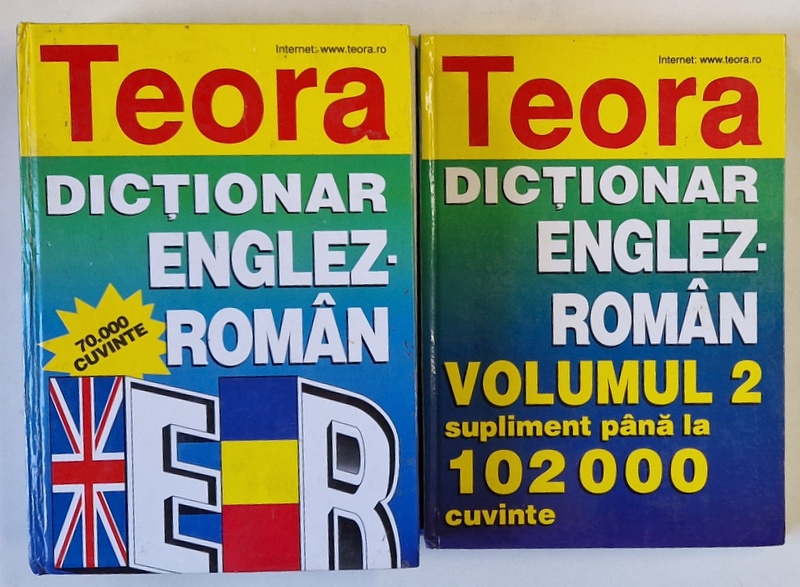 Internet: www.teora.ro
Teora
DICȚIONAR
ENGLEZ-
ROMÂN
70.000
CUVINTE
E R
Internet: www.teora.ro
Teora
DICȚIONAR
ENGLEZ-
ROMÂN
VOLUMUL 2
supliment până la
102 000
cuvinte